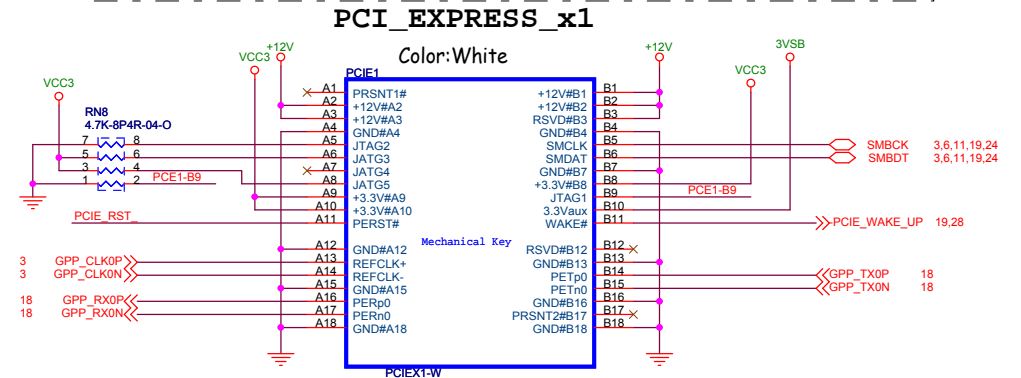 PCI_EXPRESS_x1
Color:White
+12V
VCC3
VCC3
RN8
4.7K-8P4R-04-O
7 8
5 6
3 4
1 2
PCE1-B9
PCIE_RST_
3 GPP_CLK0P
3 GPP_CLK0N
18 GPP_RX0P
18 GPP_RX0N
PCIE1
A1 PRSNT1#
A2 +12V#A2
A3 +12V#A3
A4 GND#A4
A5 JTAG2
A6 JATG3
A7 JATG4
A8 JATG5
A9 +3.3V#A9
A10 +3.3V#A10
A11 PERST#
Mechanical Key
A12 GND#A12
A13 REFCLK+
A14 REFCLK-
A15 GND#A15
A16 PERp0
A17 PERn0
A18 GND#A18
+12V#B1 B1
+12V#B2 B2
RSVD#B3 B3
GND#B4 B4
SMCLK B5
SMDAT B6
GND#B7 B7
+3.3V#B8 B8
JTAG1 B9
3.3Vaux B10
WAKE# B11
RSVD#B12 B12
GND#B13 B13
PETp0 B14
PETn0 B15
GND#B16 B16
PRSNT2#B17 B17
GND#B18 B18
PCIEX1-W
+12V
3VSB
VCC3
SMBCK 3,6,11,19,24
SMBDT 3,6,11,19,24
PCE1-B9
PCIE_WAKE_UP 19,28
GPP_TX0P 18
GPP_TX0N 18